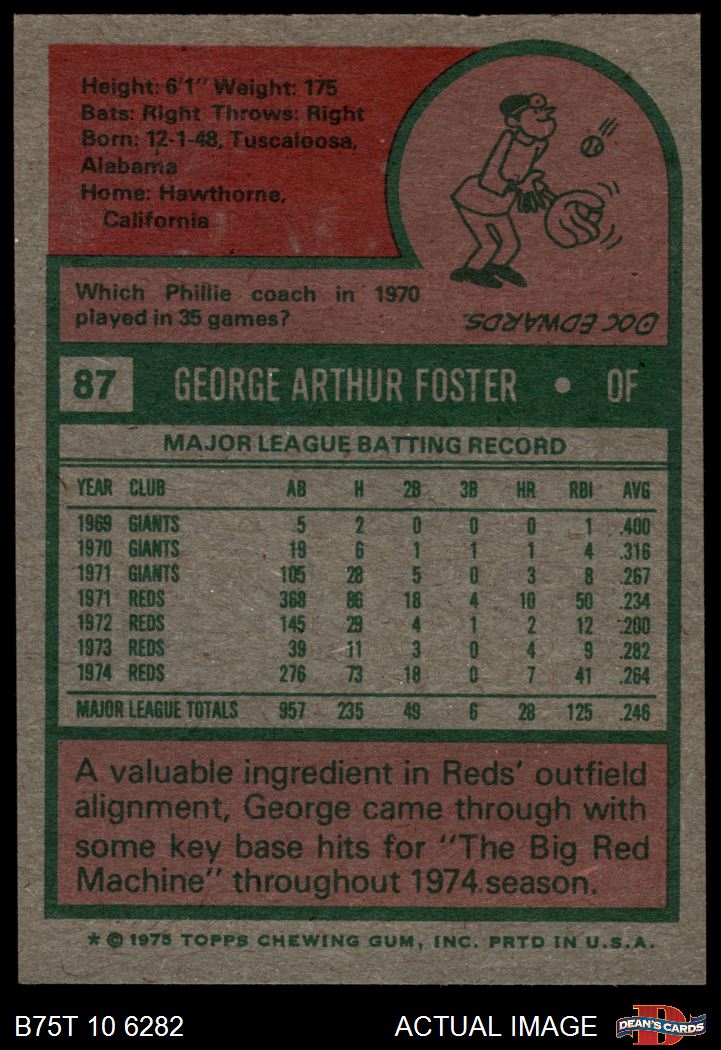 Height: 6'1" Weight: 175
Bats: Right Throws: Right
Born: 12-1-48, Tuscaloosa,
Alabama
Home: Hawthorne,
California
Which Phillie coach in 1970
played in 35 games?
DOC EDWARDS
87 GEORGE ARTHUR FOSTER • OF
MAJOR LEAGUE BATTING RECORD
YEAR CLUB AB H 2B 3B HR RBI AVG
1969 GIANTS 5 2 0 0 0 1 .400
1970 GIANTS 19 6 1 1 1 4 .316
1971 GIANTS 105 28 5 0 3 8 .267
1971 REDS 368 86 18 4 10 50 .234
1972 REDS 145 29 4 1 2 12 .200
1973 REDS 39 11 3 0 4 9 .282
1974 REDS 276 73 18 0 7 41 .264
MAJOR LEAGUE TOTALS 957 235 49 6 28 125 .246
A valuable ingredient in Reds' outfield
alignment, George came through with
some key base hits for "The Big Red
Machine" throughout 1974 season.
* © 1975 TOPPS CHEWING GUM, INC. PRTD IN U.S.A.
B75T 10 6282 ACTUAL IMAGE
D
DEAN'S CARDS